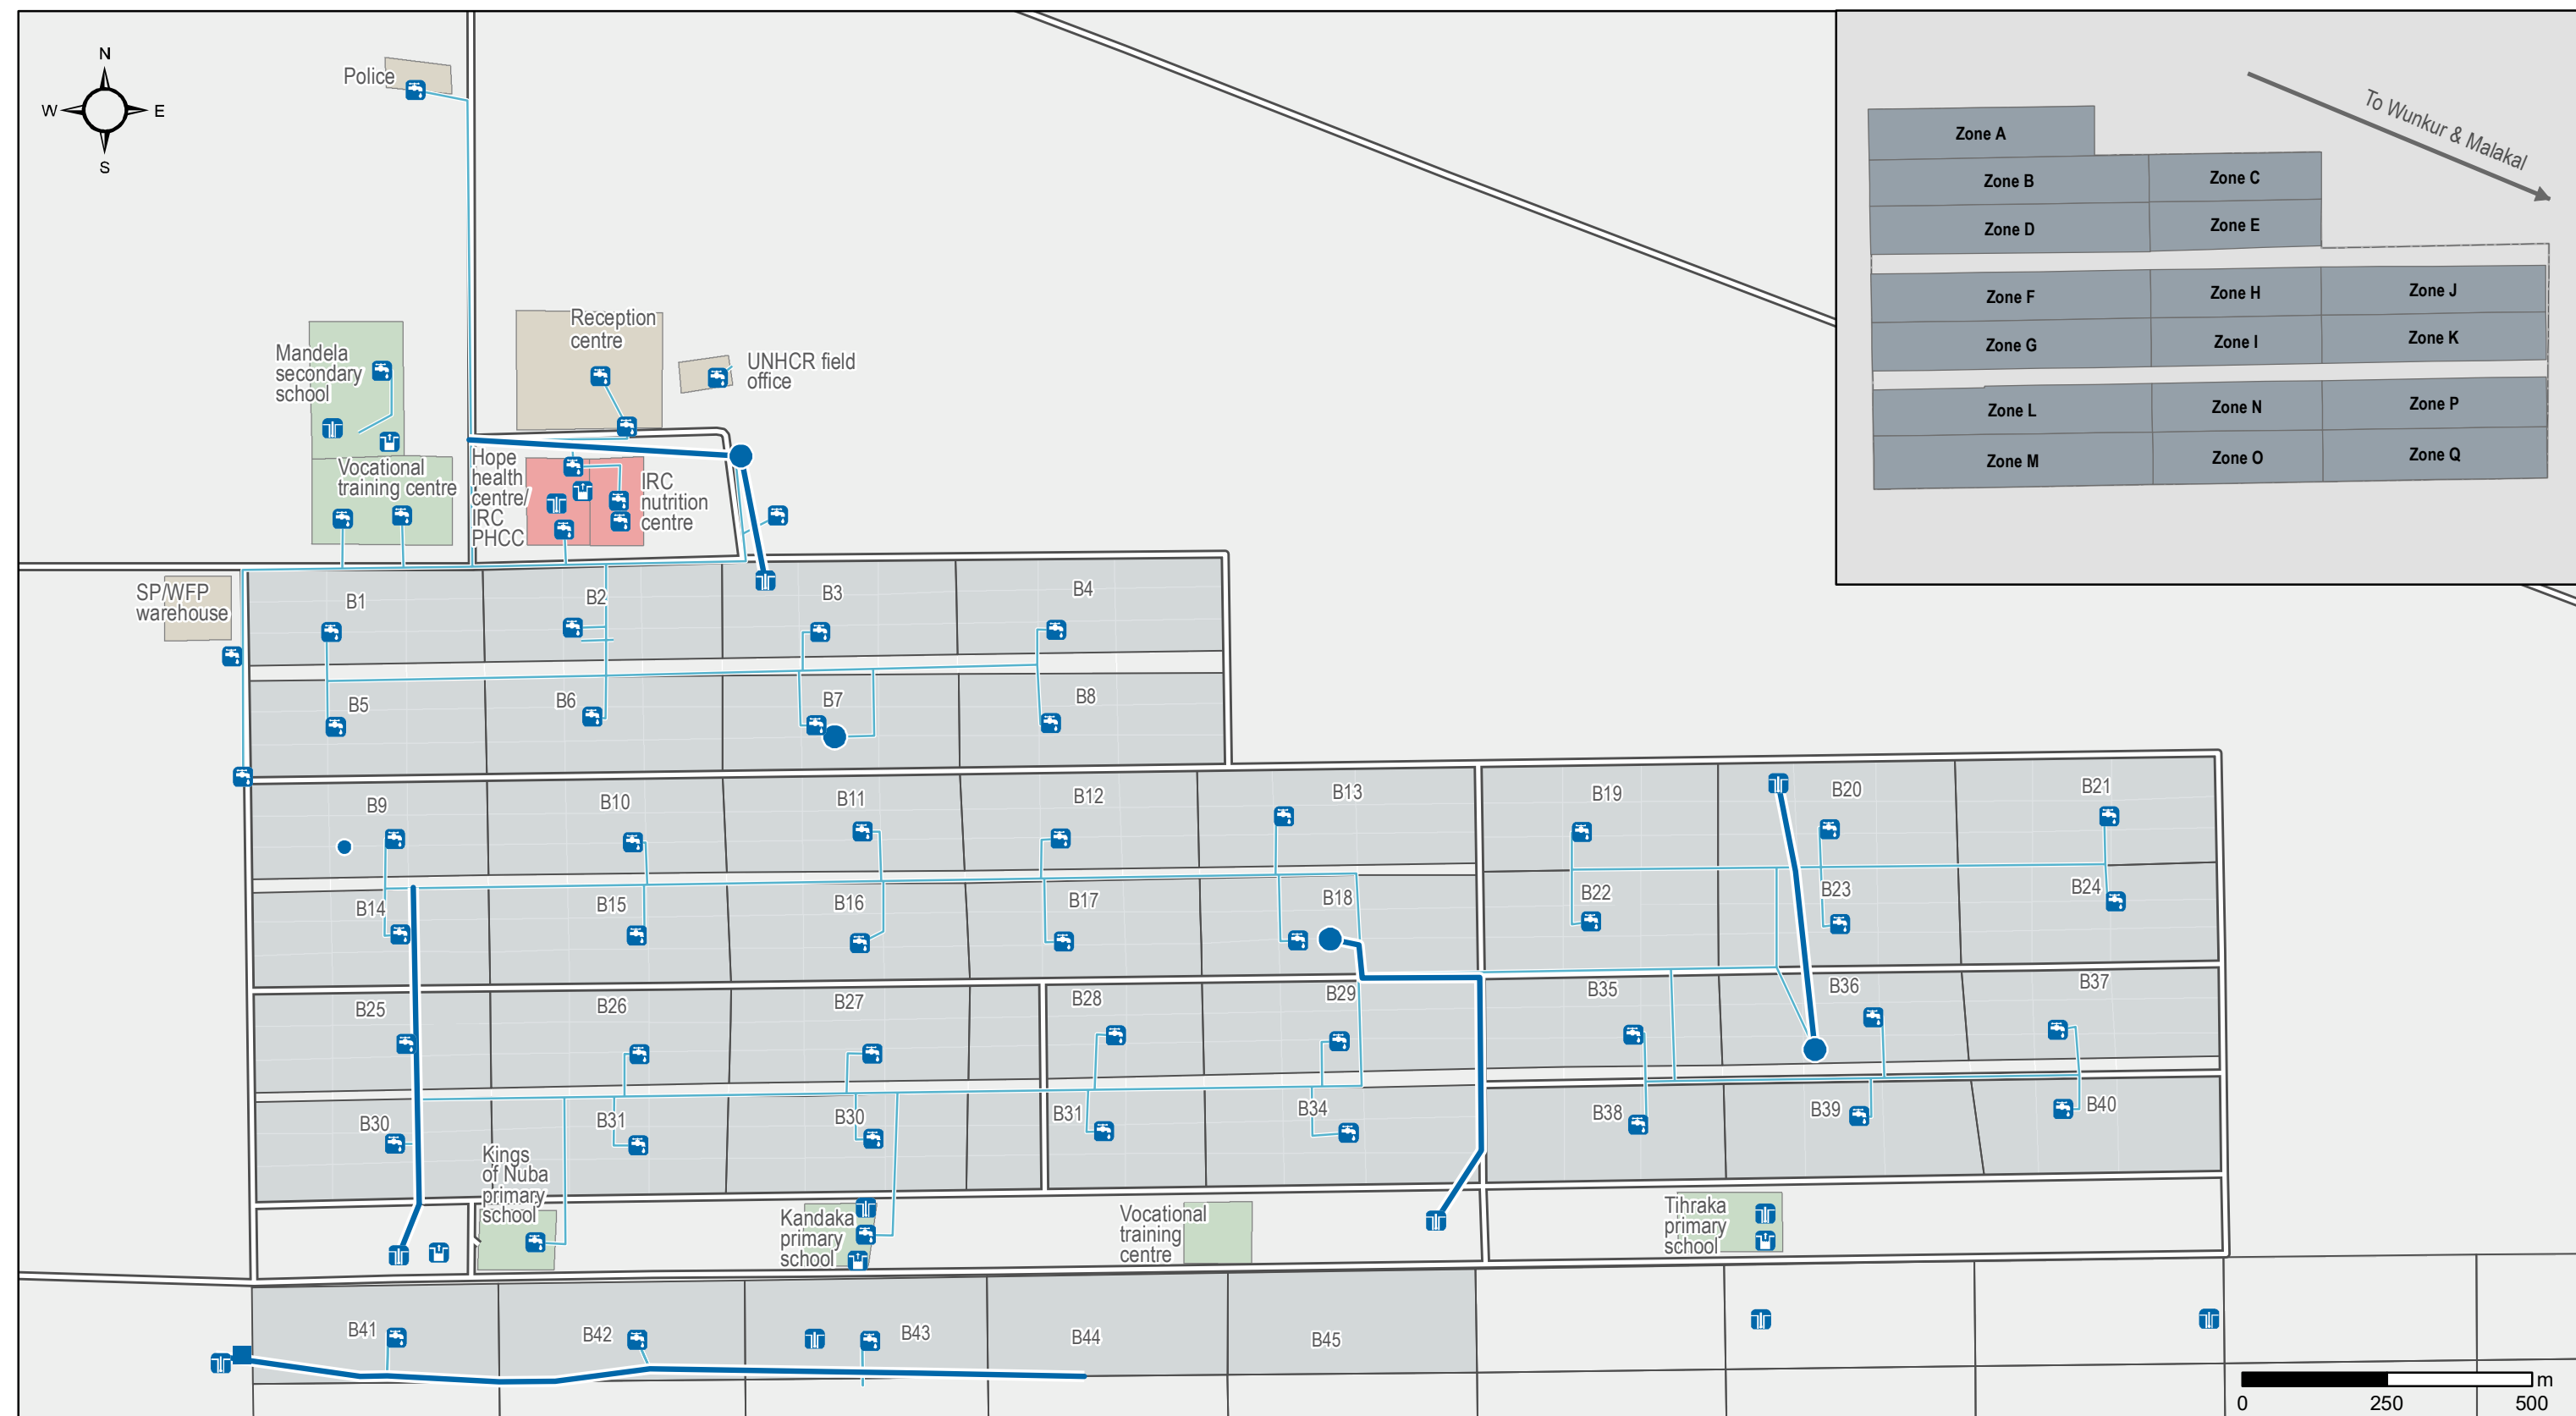 N
W
E
S
Police
Mandela
secondary
school
Vocational
training centre
Reception
centre
UNHCR field
office
Hope
health
centre/
IRC
PHCC
IRC
nutrition
centre
SP/WFP
warehouse
To Wunkur & Malakal
Zone A
Zone B
Zone C
Zone D
Zone E
Zone F
Zone H
Zone J
Zone G
Zone I
Zone K
Zone L
Zone N
Zone P
Zone M
Zone O
Zone Q
B1
B2
B3
B4
B5
B6
B7
B8
B9
B10
B11
B12
B13
B19
B20
B21
B14
B15
B16
B17
B18
B22
B23
B24
B25
B26
B27
B28
B29
B35
B36
B37
B30
B31
B30
B31
B34
B38
B39
B40
Kings
of Nuba
primary
school
Kandaka
primary
school
Vocational
training
centre
Tihraka
primary
school
B41
B42
B43
B44
B45
m
0
250
500